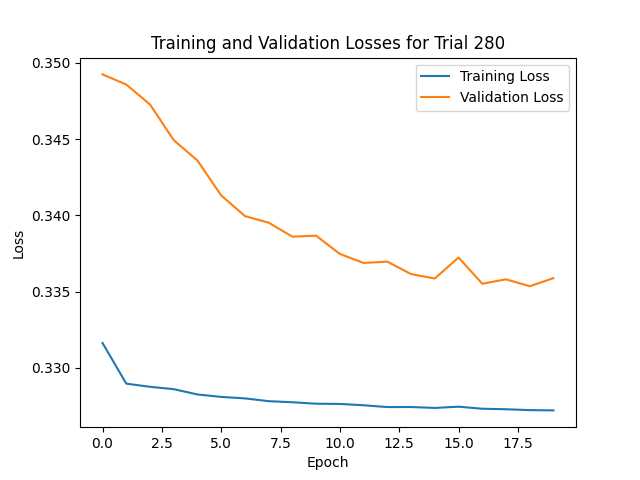 Training and Validation Losses for Trial 280
Training Loss
Validation Loss
0.350
0.345
0.340
0.335
0.330
Loss
0.0 2.5 5.0 7.5 10.0 12.5 15.0 17.5
Epoch